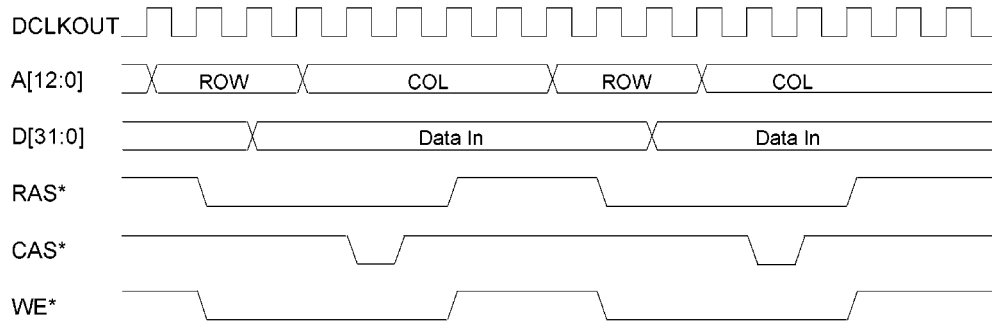 DCLKOUT
A[12:0] ROW COL ROW COL
D[31:0] Data In Data In
RAS*
CAS*
WE*